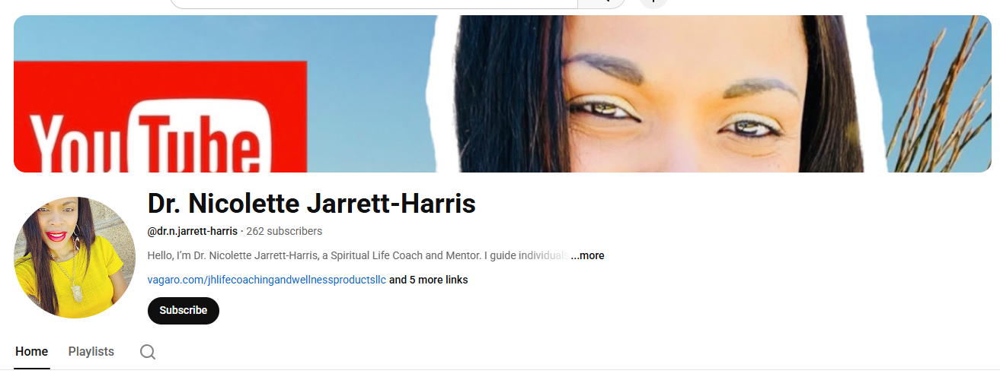 YouTube
Dr. Nicolette Jarrett-Harris
@dr.n.jarrett-harris · 262 subscribers
Hello, I’m Dr. Nicolette Jarrett-Harris, a Spiritual Life Coach and Mentor. I guide individuals ...more
vagaro.com/jhlifecoachingandwellnessproductsllc and 5 more links
Subscribe
Home Playlists